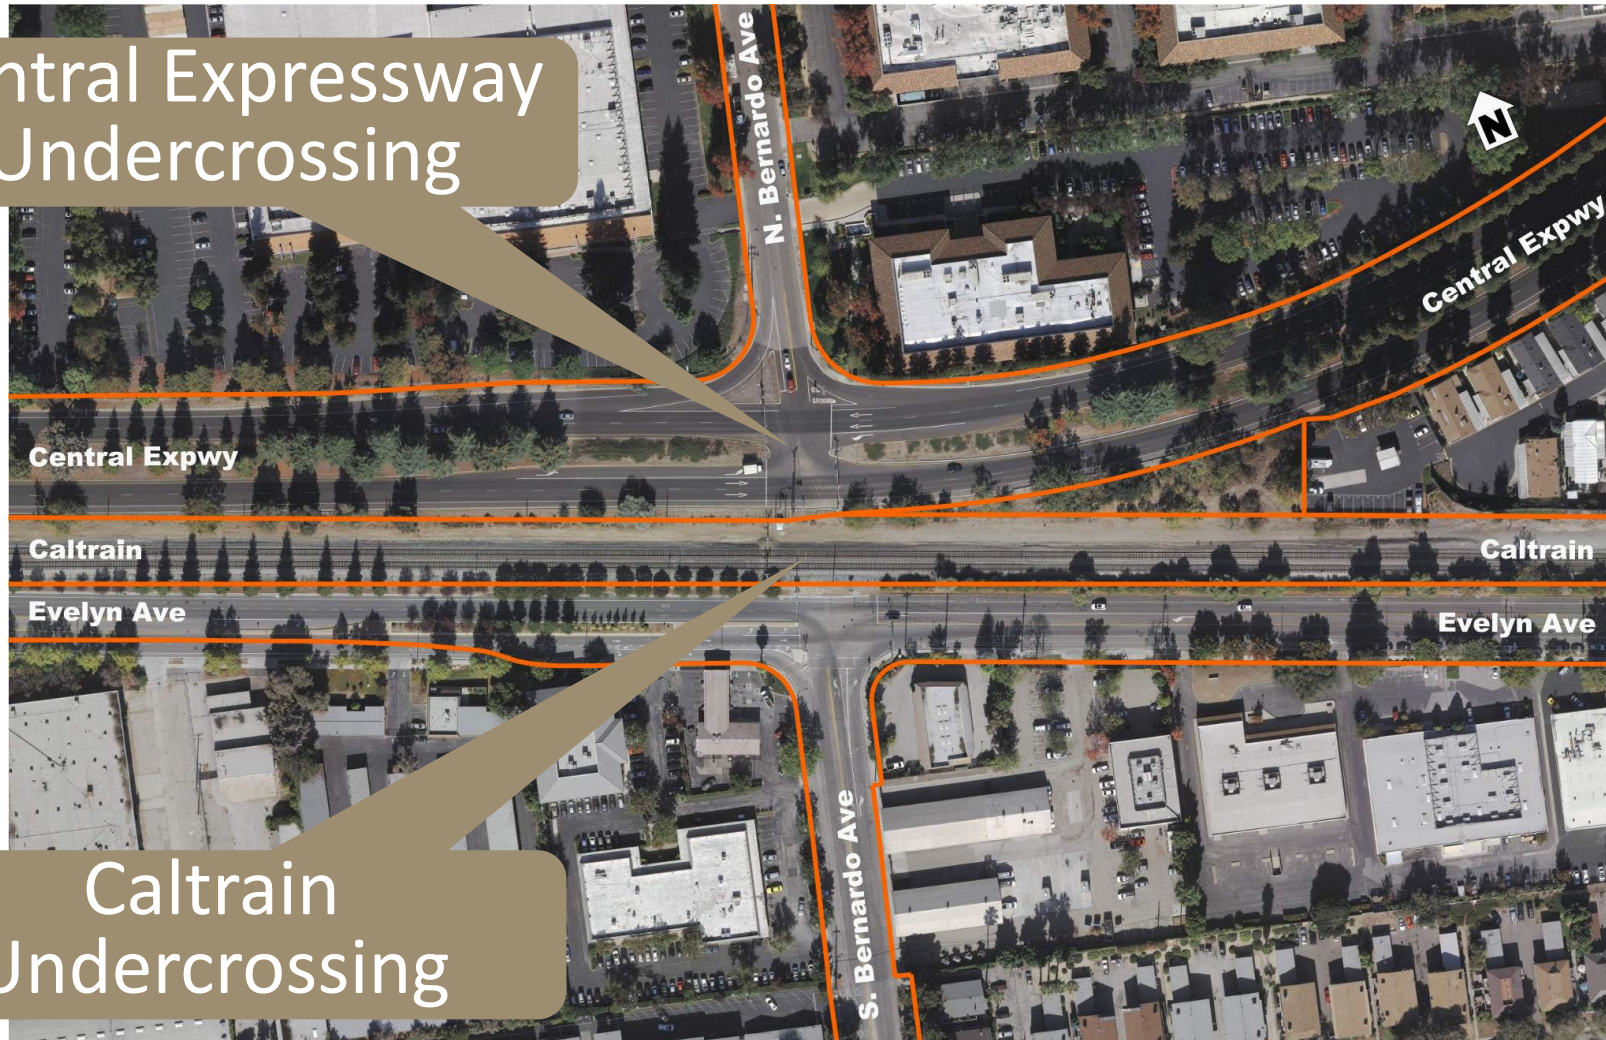 ntral Expressway
Undercrossing
N. Bernardo Ave
N
Central Expwy
Central Expwy
Caltrain
Caltrain
Evelyn Ave
Evelyn Ave
Caltrain
Undercrossing
S. Bernardo Ave